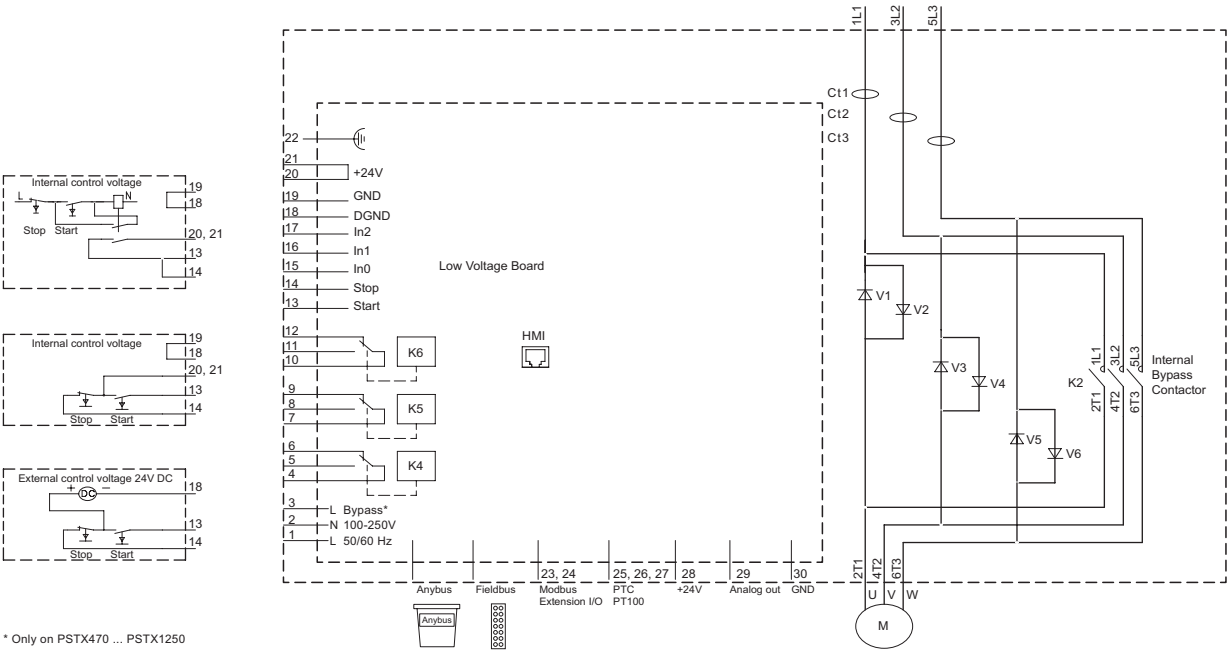 1L1 3L2 5L3
Ct1
Ct2
Ct3
22
21
20 +24V
19 GND
18 DGND
17 In2
16 In1
15 In0
14 Stop
13 Start
Low Voltage Board
HMI
12
11
10
K6
9
8
7
K5
6
5
4
K4
3 L Bypass*
2 N 100-250V
1 L 50/60 Hz
Internal control voltage
L N
Stop Start
19
18
20, 21
13
14
Internal control voltage
19
18
20, 21
13
14
Stop Start
External control voltage 24V DC
+ DC −
18
13
14
Stop Start
V1
V2
V3
V4
V5
V6
K2
1L1 3L2 5L3
2T1 4T2 6T3
Internal
Bypass
Contactor
23, 24 25, 26, 27 28 29 30
Anybus Fieldbus Modbus PTC +24V Analog out GND
Extension I/O PT100
Anybus
2T1 4T2 6T3
U V W
M
* Only on PSTX470 ... PSTX1250